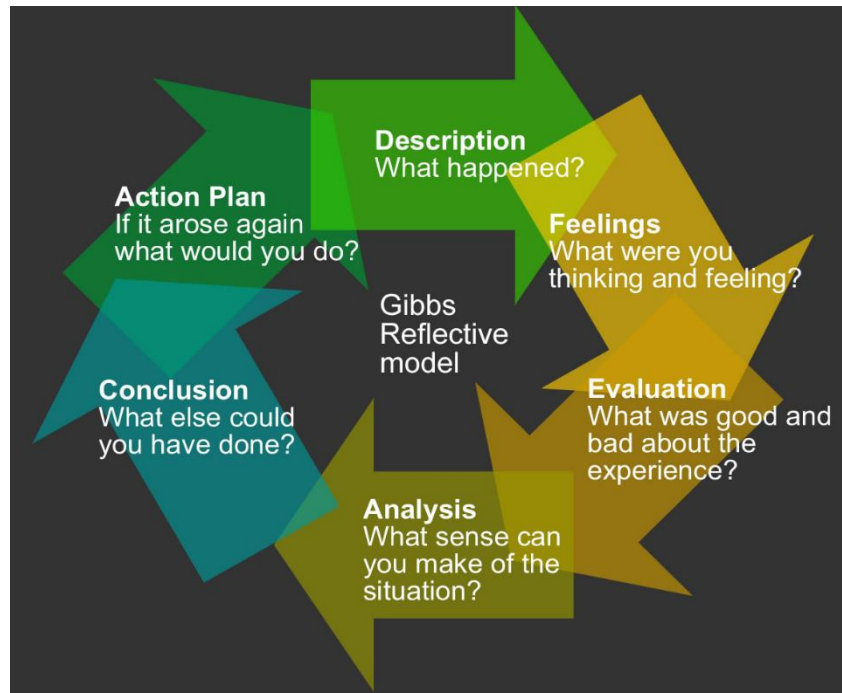 Description
What happened?
Feelings
What were you
thinking and feeling?
Evaluation
What was good and
bad about the
experience?
Analysis
What sense can
you make of the
situation?
Conclusion
What else could
you have done?
Action Plan
If it arose again
what would you do?
Gibbs
Reflective
model